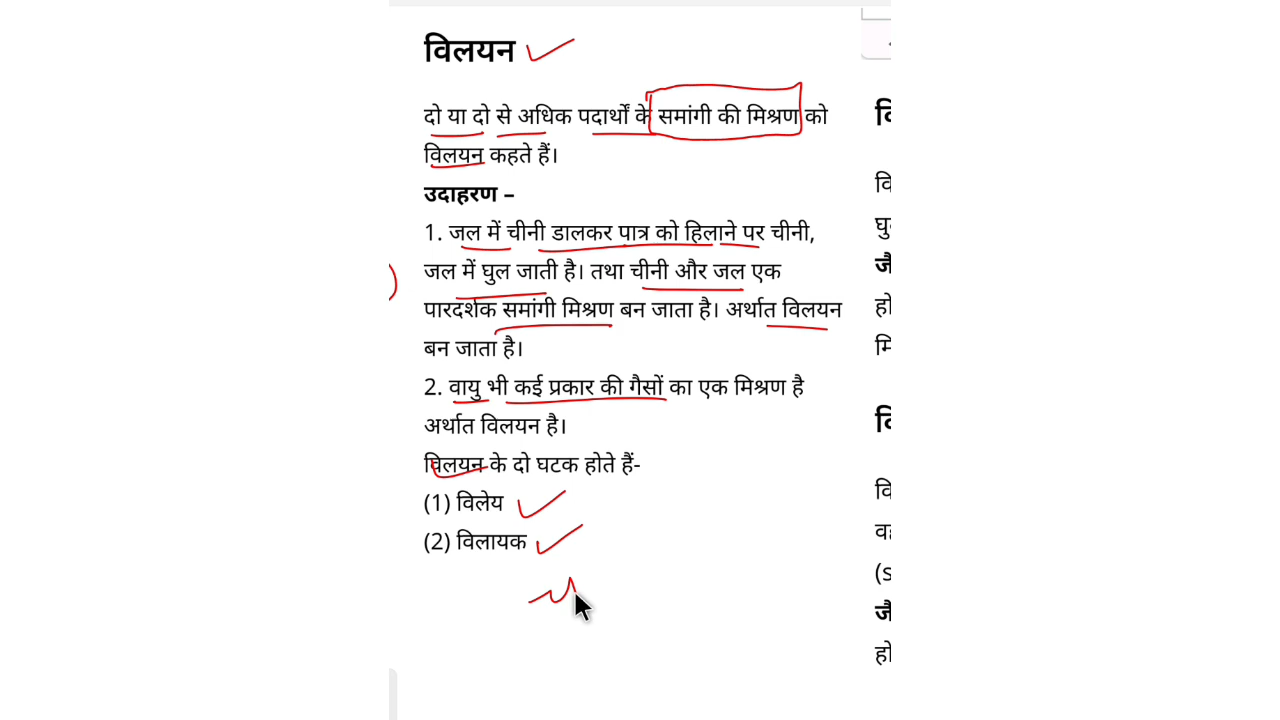 विलयन
दो या दो से अधिक पदार्थों के समांगी की मिश्रण को
विलयन कहते हैं।
उदाहरण –
1. जल में चीनी डालकर पात्र को हिलाने पर चीनी,
जल में घुल जाती है। तथा चीनी और जल एक
पारदर्शक समांगी मिश्रण बन जाता है। अर्थात विलयन
बन जाता है।
2. वायु भी कई प्रकार की गैसों का एक मिश्रण है
अर्थात विलयन है।
विलयन के दो घटक होते हैं-
(1) विलेय
(2) विलायक